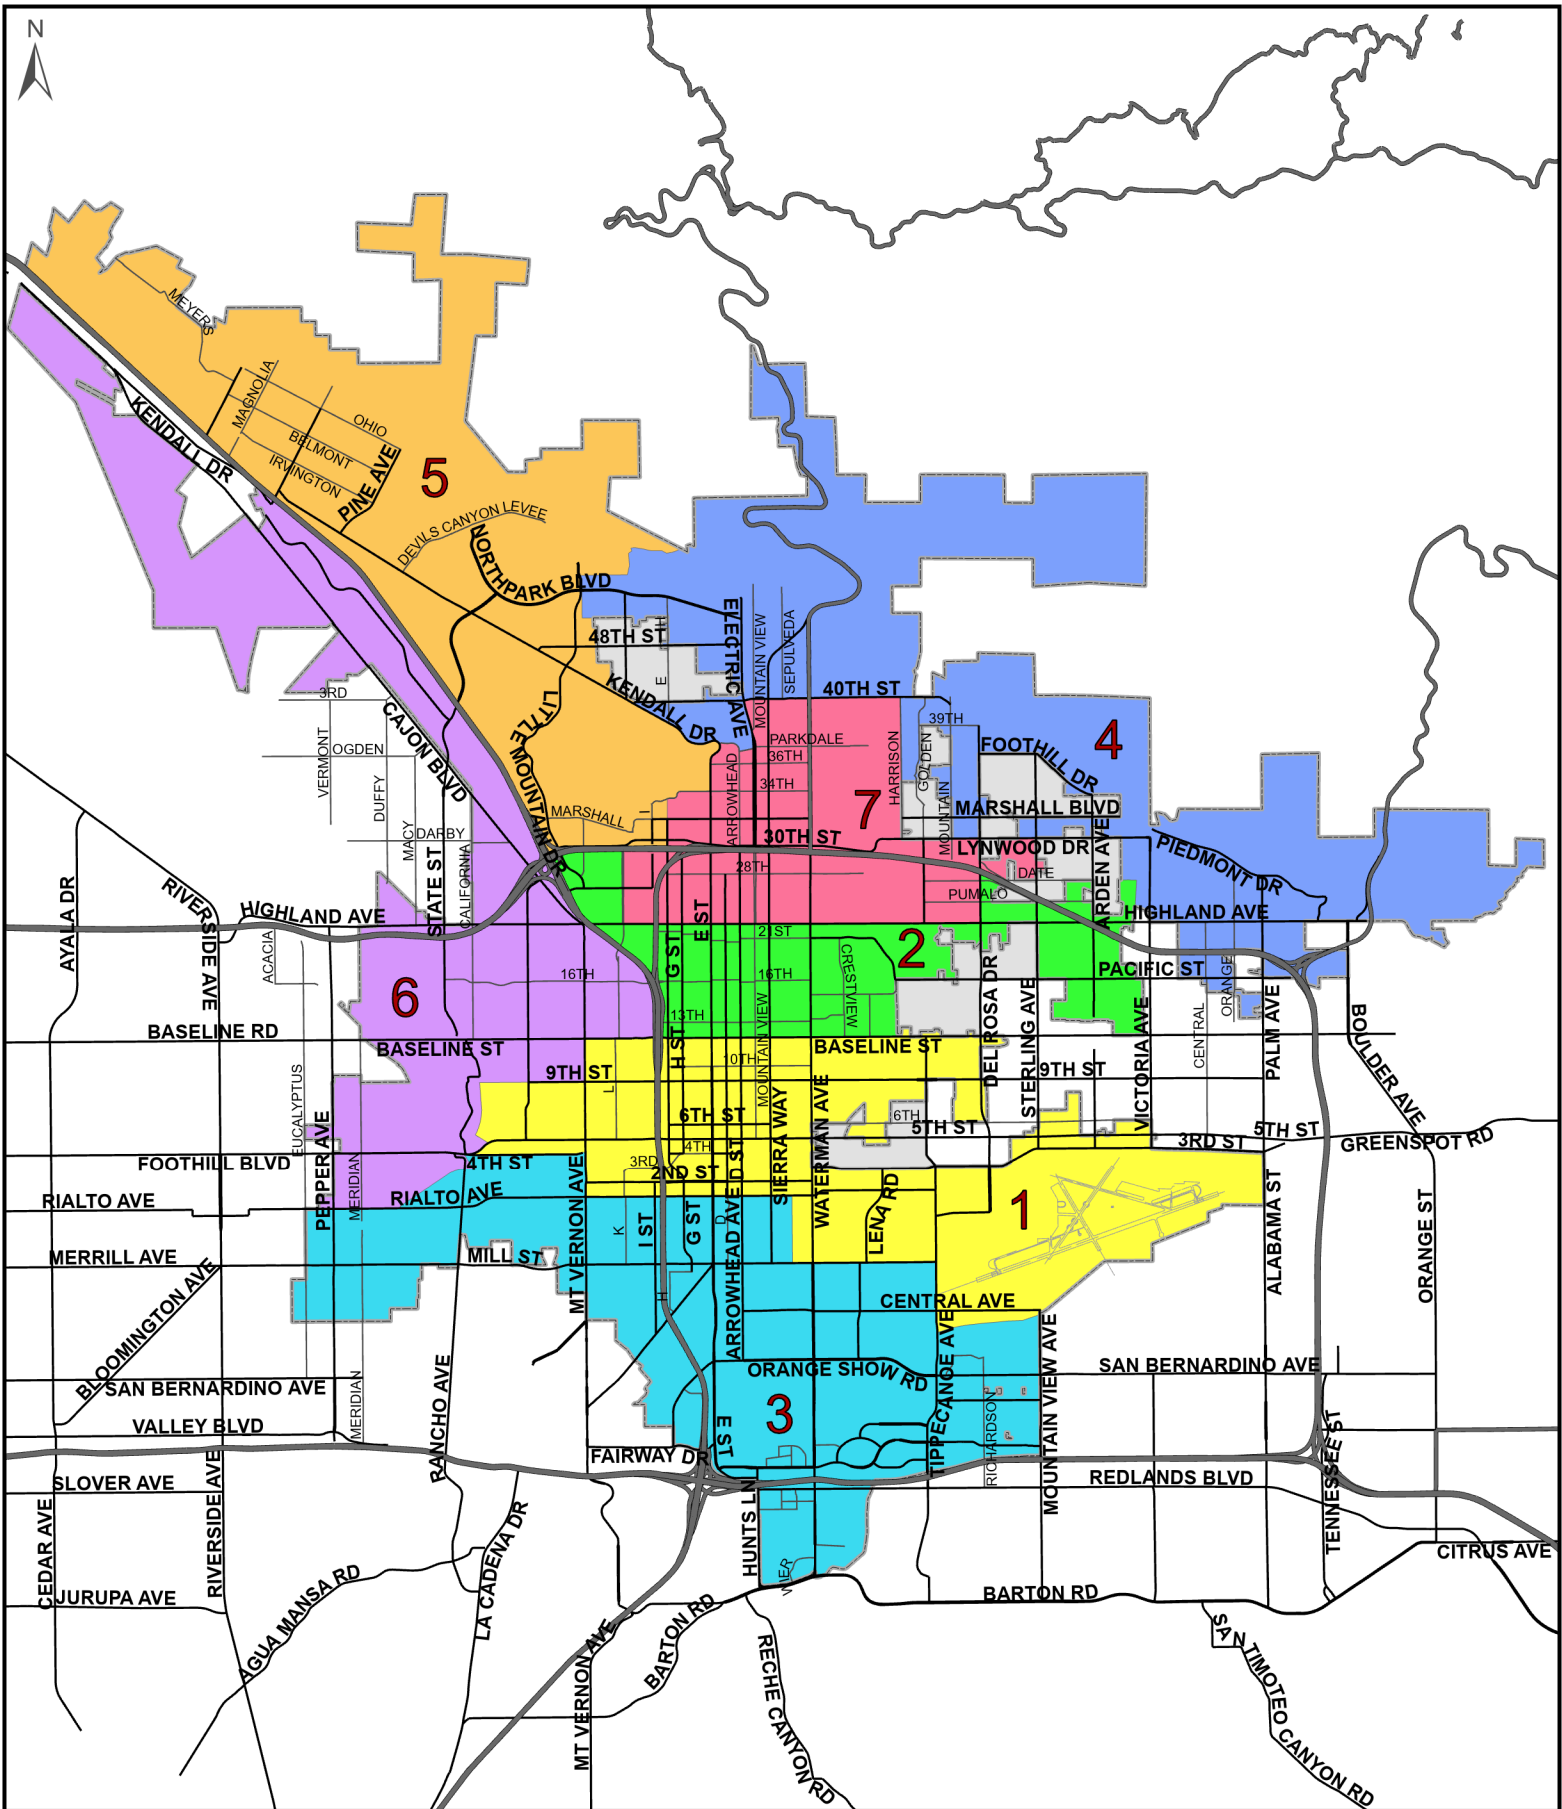 N
MEYERS
MAGNOLIA
OHIO
BELMONT
IRVINGTON
PINE AVE
5
KENDALL DR
DEVILS CANYON LEVEE
NORTHPARK BLVD
48TH ST
H
E
ELECTRIC AVE
MOUNTAIN VIEW
SEPULVEDA
KENDALL DR
40TH ST
3RD
CAJON BLVD
LITTLE MOUNTAIN DR
VERMONT
OGDEN
DUFFY
MACY
DARBY
STATE ST
CALIFORNIA
MARSHALL
I
ARROWHEAD
PARKDALE
36TH
34TH
30TH ST
28TH
7
HARRISON
GOLDEN
39TH
MOUNTAIN
FOOTHILL DR
4
MARSHALL BLVD
LYNWOOD DR
DATE
PUMALO
ARDEN AVE
PIEDMONT DR
HIGHLAND AVE
AYALA DR
RIVERSIDE AVE
HIGHLAND AVE
ACACIA
E ST
G ST
21ST
2
CRESTVIEW
16TH
16TH
13TH
6
PACIFIC ST
DEL ROSA DR
STERLING AVE
VICTORIA AVE
CENTRAL
ORANGE
PALM AVE
BOULDER AVE
BASELINE RD
BASELINE ST
BASELINE ST
H ST
MOUNTAIN VIEW
10TH
9TH ST
9TH ST
L
EUCALYPTUS
PEPPER AVE
MERIDIAN
6TH ST
6TH
5TH ST
5TH ST
3RD ST
GREENSPOT RD
SIERRA WAY
WATERMAN AVE
4TH
3RD
2ND ST
FOOTHILL BLVD
4TH ST
RIALTO AVE
RIALTO AVE
MT VERNON AVE
K
I ST
G ST
D
ARROWHEAD AVE
D ST
LENA RD
1
ALABAMA ST
ORANGE ST
MERRILL AVE
MILL ST
H
CENTRAL AVE
BLOOMINGTON AVE
TIPPECANOE AVE
MOUNTAIN VIEW AVE
ORANGE SHOW RD
SAN BERNARDINO AVE
SAN BERNARDINO AVE
MERIDIAN
RANCHO AVE
3
E ST
RICHARDSON
VALLEY BLVD
FAIRWAY DR
TENNESSEE ST
SLOVER AVE
REDLANDS BLVD
CEDAR AVE
RIVERSIDE AVE
LA CADENA DR
HUNTS LN
CITRUS AVE
JURUPA AVE
AGUA MANSA RD
BARTON RD
MT VERNON AVE
BARTON RD
RECHE CANYON RD
SAN TIMOTEO CANYON RD